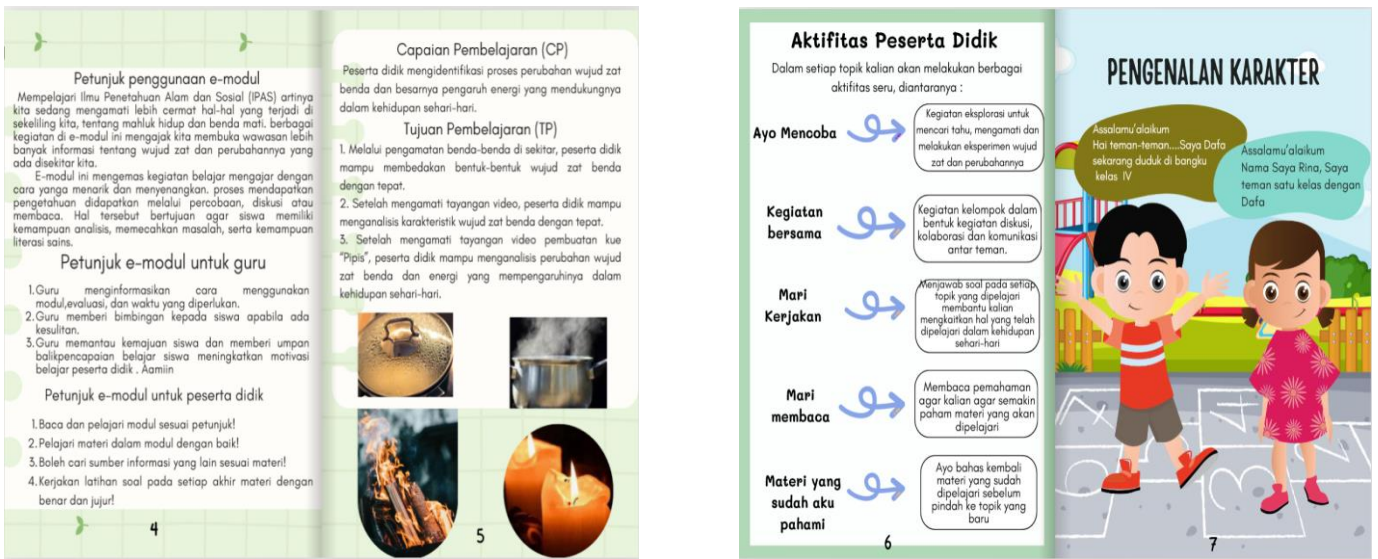 Petunjuk penggunaan e-modul
Mempelajari Ilmu Penetahuan Alam dan Sosial (IPAS) artinya
kita sedang mengamati lebih cermat hal-hal yang terjadi di
sekeliling kita, tentang mahluk hidup dan benda mati. berbagai
kegiatan di e-modul ini mengajak kita membuka wawasan lebih
banyak informasi tentang wujud zat dan perubahannya yang
ada disekitar kita.
E-modul ini mengemas kegiatan belajar mengajar dengan
cara yanga menarik dan menyenangkan. proses mendapatkan
pengetahuan didapatkan melalui percobaan, diskusi atau
membaca. Hal tersebut bertujuan agar siswa memiliki
kemampuan analisis, memecahkan masalah, serta kemampuan
literasi sains.
Petunjuk e-modul untuk guru
1.Guru menginformasikan cara menggunakan
modul,evaluasi, dan waktu yang diperlukan.
2.Guru memberi bimbingan kepada siswa apabila ada
kesulitan.
3.Guru memantau kemajuan siswa dan memberi umpan
balikpencapaian belajar siswa meningkatkan motivasi
belajar peserta didik . Aamiin
Petunjuk e-modul untuk peserta didik
1.Baca dan pelajari modul sesuai petunjuk!
2.Pelajari materi dalam modul dengan baik!
3.Boleh cari sumber informasi yang lain sesuai materi!
4.Kerjakan latihan soal pada setiap akhir materi dengan
benar dan jujur!
4
Capaian Pembelajaran (CP)
Peserta didik mengidentifikasi proses perubahan wujud zat
benda dan besarnya pengaruh energi yang mendukungnya
dalam kehidupan sehari-hari.
Tujuan Pembelajaran (TP)
1. Melalui pengamatan benda-benda di sekitar, peserta didik
mampu membedakan bentuk-bentuk wujud zat benda
dengan tepat.
2. Setelah mengamati tayangan video, peserta didik mampu
menganalisis karakteristik wujud zat benda dengan tepat.
3. Setelah mengamati tayangan video pembuatan kue
"Pipis", peserta didik mampu menganalisis perubahan wujud
zat benda dan energi yang mempengaruhinya dalam
kehidupan sehari-hari.
5
Aktifitas Peserta Didik
Dalam setiap topik kalian akan melakukan berbagai
aktifitas seru, diantaranya :
Ayo Mencoba
Kegiatan eksplorasi untuk
mencari tahu, mengamati dan
melakukan eksperimen wujud
zat dan perubahannya
Kegiatan
bersama
Kegiatan kelompok dalam
bentuk kegiatan diskusi,
kolaborasi dan komunikasi
antar teman.
Mari
Kerjakan
Menjawab soal pada setiap
topik yang dipelajari
membantu kalian
mengkaitkan hal yang telah
dipelajari dalam kehidupan
sehari-hari
Mari
membaca
Membaca pemahaman
agar kalian agar semakin
paham materi yang akan
dipelajari
Materi yang
sudah aku
pahami
Ayo bahas kembali
materi yang sudah
dipelajari sebelum
pindah ke topik yang
baru
6
PENGENALAN KARAKTER
Assalamu'alaikum
Hai teman-teman....Saya Dafa
sekarang duduk di bangku
kelas IV
Assalamu'alaikum
Nama Saya Rina, Saya
teman satu kelas dengan
Dafa
7